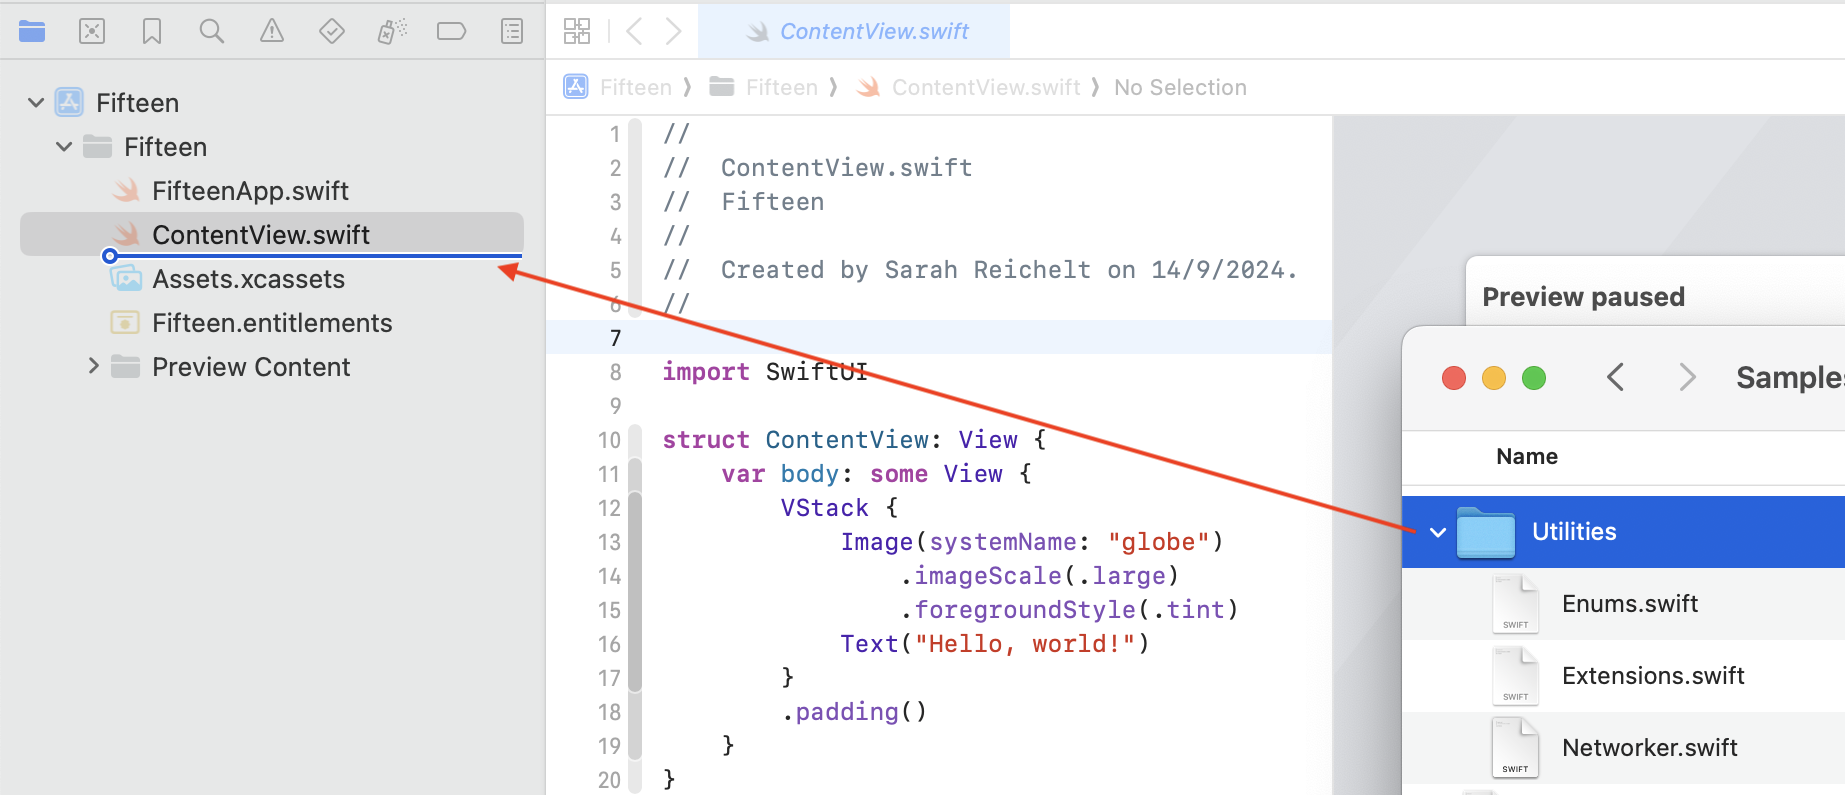 ContentView.swift
Fifteen
Fifteen
FifteenApp.swift
ContentView.swift
Assets.xcassets
Fifteen.entitlements
Preview Content
Fifteen ❯ Fifteen ❯ ContentView.swift ❯ No Selection
1 //
2 //  ContentView.swift
3 //  Fifteen
4 //
5 //  Created by Sarah Reichelt on 14/9/2024.
6 //
7
8 import SwiftUI
9
10 struct ContentView: View {
11     var body: some View {
12         VStack {
13             Image(systemName: "globe")
14                 .imageScale(.large)
15                 .foregroundStyle(.tint)
16             Text("Hello, world!")
17         }
18         .padding()
19     }
20 }
Preview paused
Samples
Name
Utilities
SWIFT Enums.swift
SWIFT Extensions.swift
SWIFT Networker.swift